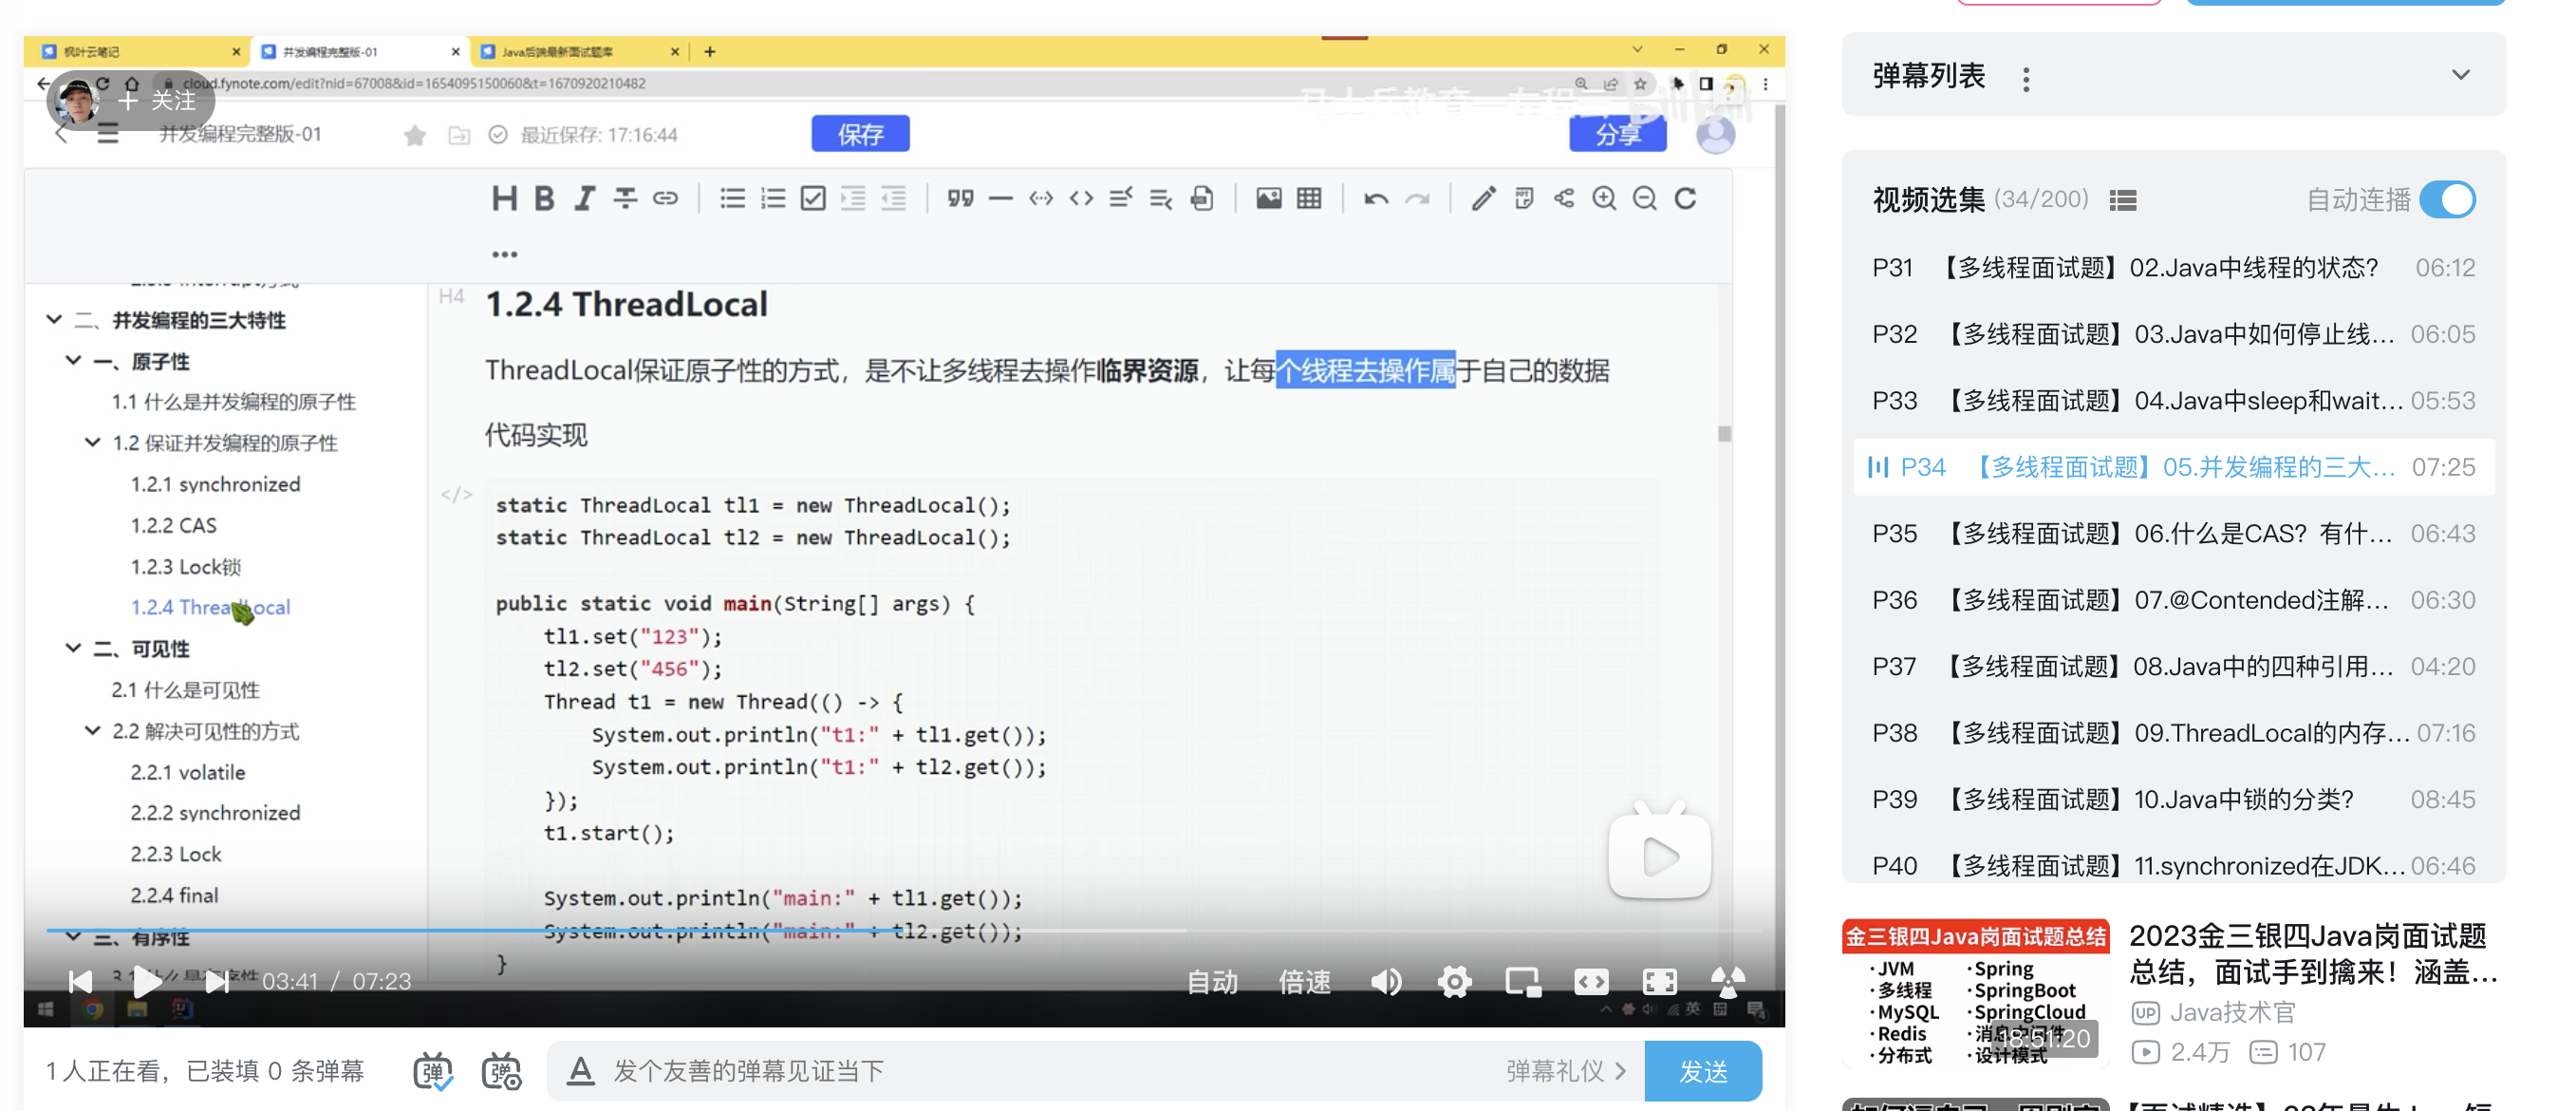 枫叶云笔记
并发编程完整版-01
Java后端最新面试题库
cloud.fynote.com/edit?nid=67008&id=1654095150060&t=1670920210482
关注
并发编程完整版-01
最近保存: 17:16:44
保存
分享
二、并发编程的三大特性
一、原子性
1.1 什么是并发编程的原子性
1.2 保证并发编程的原子性
1.2.1 synchronized
1.2.2 CAS
1.2.3 Lock锁
1.2.4 ThreadLocal
二、可见性
2.1 什么是可见性
2.2 解决可见性的方式
2.2.1 volatile
2.2.2 synchronized
2.2.3 Lock
2.2.4 final
三、有序性
H4
1.2.4 ThreadLocal
ThreadLocal保证原子性的方式，是不让多线程去操作临界资源，让每个线程去操作属于自己的数据
代码实现
</>
static ThreadLocal tl1 = new ThreadLocal();
static ThreadLocal tl2 = new ThreadLocal();
public static void main(String[] args) {
tl1.set("123");
tl2.set("456");
Thread t1 = new Thread(() -> {
System.out.println("t1:" + tl1.get());
System.out.println("t1:" + tl2.get());
});
t1.start();
System.out.println("main:" + tl1.get());
System.out.println("main:" + tl2.get());
}
03:41 / 07:23
自动
倍速
英
1人正在看，已装填 0 条弹幕
发个友善的弹幕见证当下
弹幕礼仪 >
发送
弹幕列表
视频选集 (34/200)
自动连播
P31 【多线程面试题】02.Java中线程的状态? 06:12
P32 【多线程面试题】03.Java中如何停止线... 06:05
P33 【多线程面试题】04.Java中sleep和wait... 05:53
P34 【多线程面试题】05.并发编程的三大... 07:25
P35 【多线程面试题】06.什么是CAS? 有什... 06:43
P36 【多线程面试题】07.@Contended注解... 06:30
P37 【多线程面试题】08.Java中的四种引用... 04:20
P38 【多线程面试题】09.ThreadLocal的内存... 07:16
P39 【多线程面试题】10.Java中锁的分类? 08:45
P40 【多线程面试题】11.synchronized在JDK... 06:46
金三银四Java岗面试题总结
·JVM ·Spring
·多线程 ·SpringBoot
·MySQL ·SpringCloud
·Redis
·分布式 ·设计模式
18:51:20
2023金三银四Java岗面试题
总结，面试手到擒来！涵盖...
UP Java技术官
2.4万 107